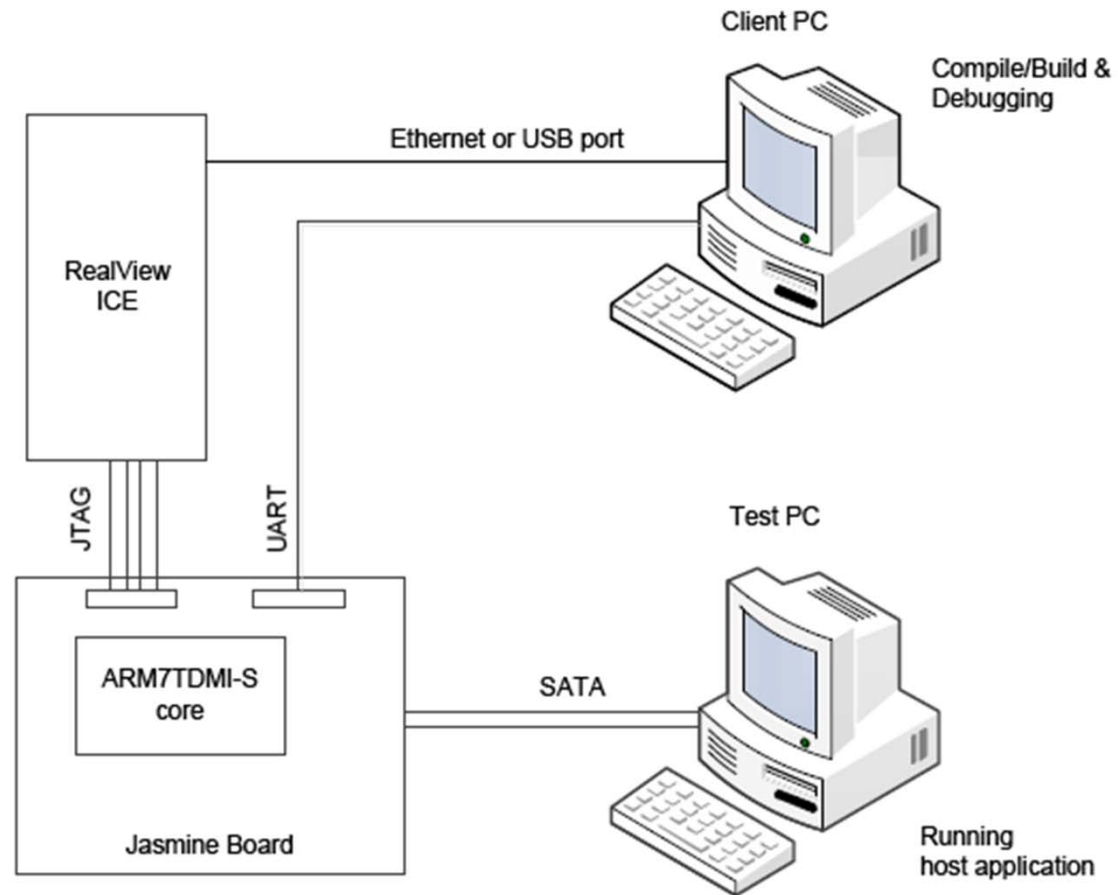 Client PC
Compile/Build &
Debugging
Ethernet or USB port
RealView
ICE
JTAG
UART
Test PC
ARM7TDMI-S
core
SATA
Jasmine Board
Running
host application